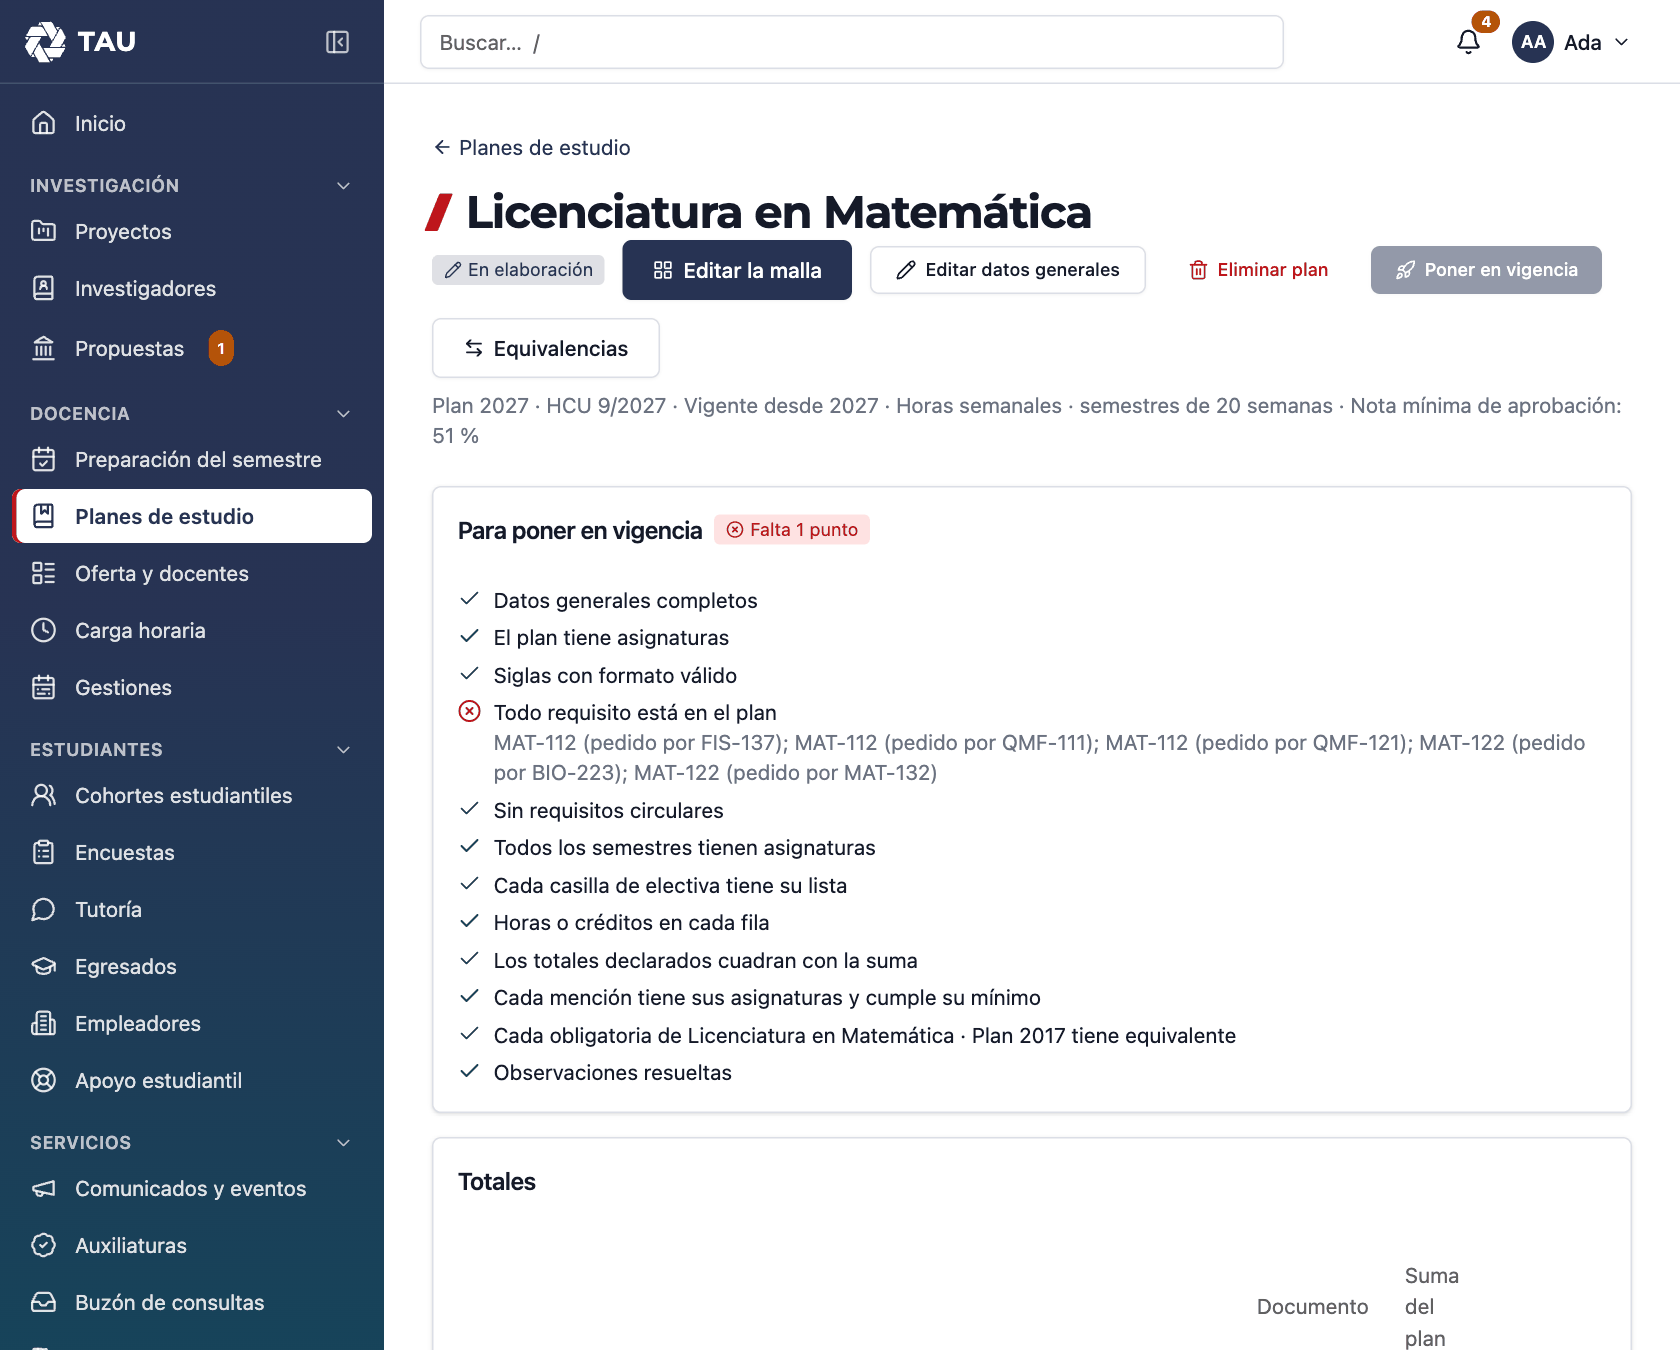 TAU
Buscar... /
4
AA
Ada
Inicio
INVESTIGACIÓN
Proyectos
Investigadores
Propuestas 1
DOCENCIA
Preparación del semestre
Planes de estudio
Oferta y docentes
Carga horaria
Gestiones
ESTUDIANTES
Cohortes estudiantiles
Encuestas
Tutoría
Egresados
Empleadores
Apoyo estudiantil
SERVICIOS
Comunicados y eventos
Auxiliaturas
Buzón de consultas
← Planes de estudio
Licenciatura en Matemática
En elaboración
Editar la malla
Editar datos generales
Eliminar plan
Poner en vigencia
Equivalencias
Plan 2027 · HCU 9/2027 · Vigente desde 2027 · Horas semanales · semestres de 20 semanas · Nota mínima de aprobación:
51 %
Para poner en vigencia
Falta 1 punto
Datos generales completos
El plan tiene asignaturas
Siglas con formato válido
Todo requisito está en el plan
MAT-112 (pedido por FIS-137); MAT-112 (pedido por QMF-111); MAT-112 (pedido por QMF-121); MAT-122 (pedido
por BIO-223); MAT-122 (pedido por MAT-132)
Sin requisitos circulares
Todos los semestres tienen asignaturas
Cada casilla de electiva tiene su lista
Horas o créditos en cada fila
Los totales declarados cuadran con la suma
Cada mención tiene sus asignaturas y cumple su mínimo
Cada obligatoria de Licenciatura en Matemática · Plan 2017 tiene equivalente
Observaciones resueltas
Totales
Documento
Suma
del
plan